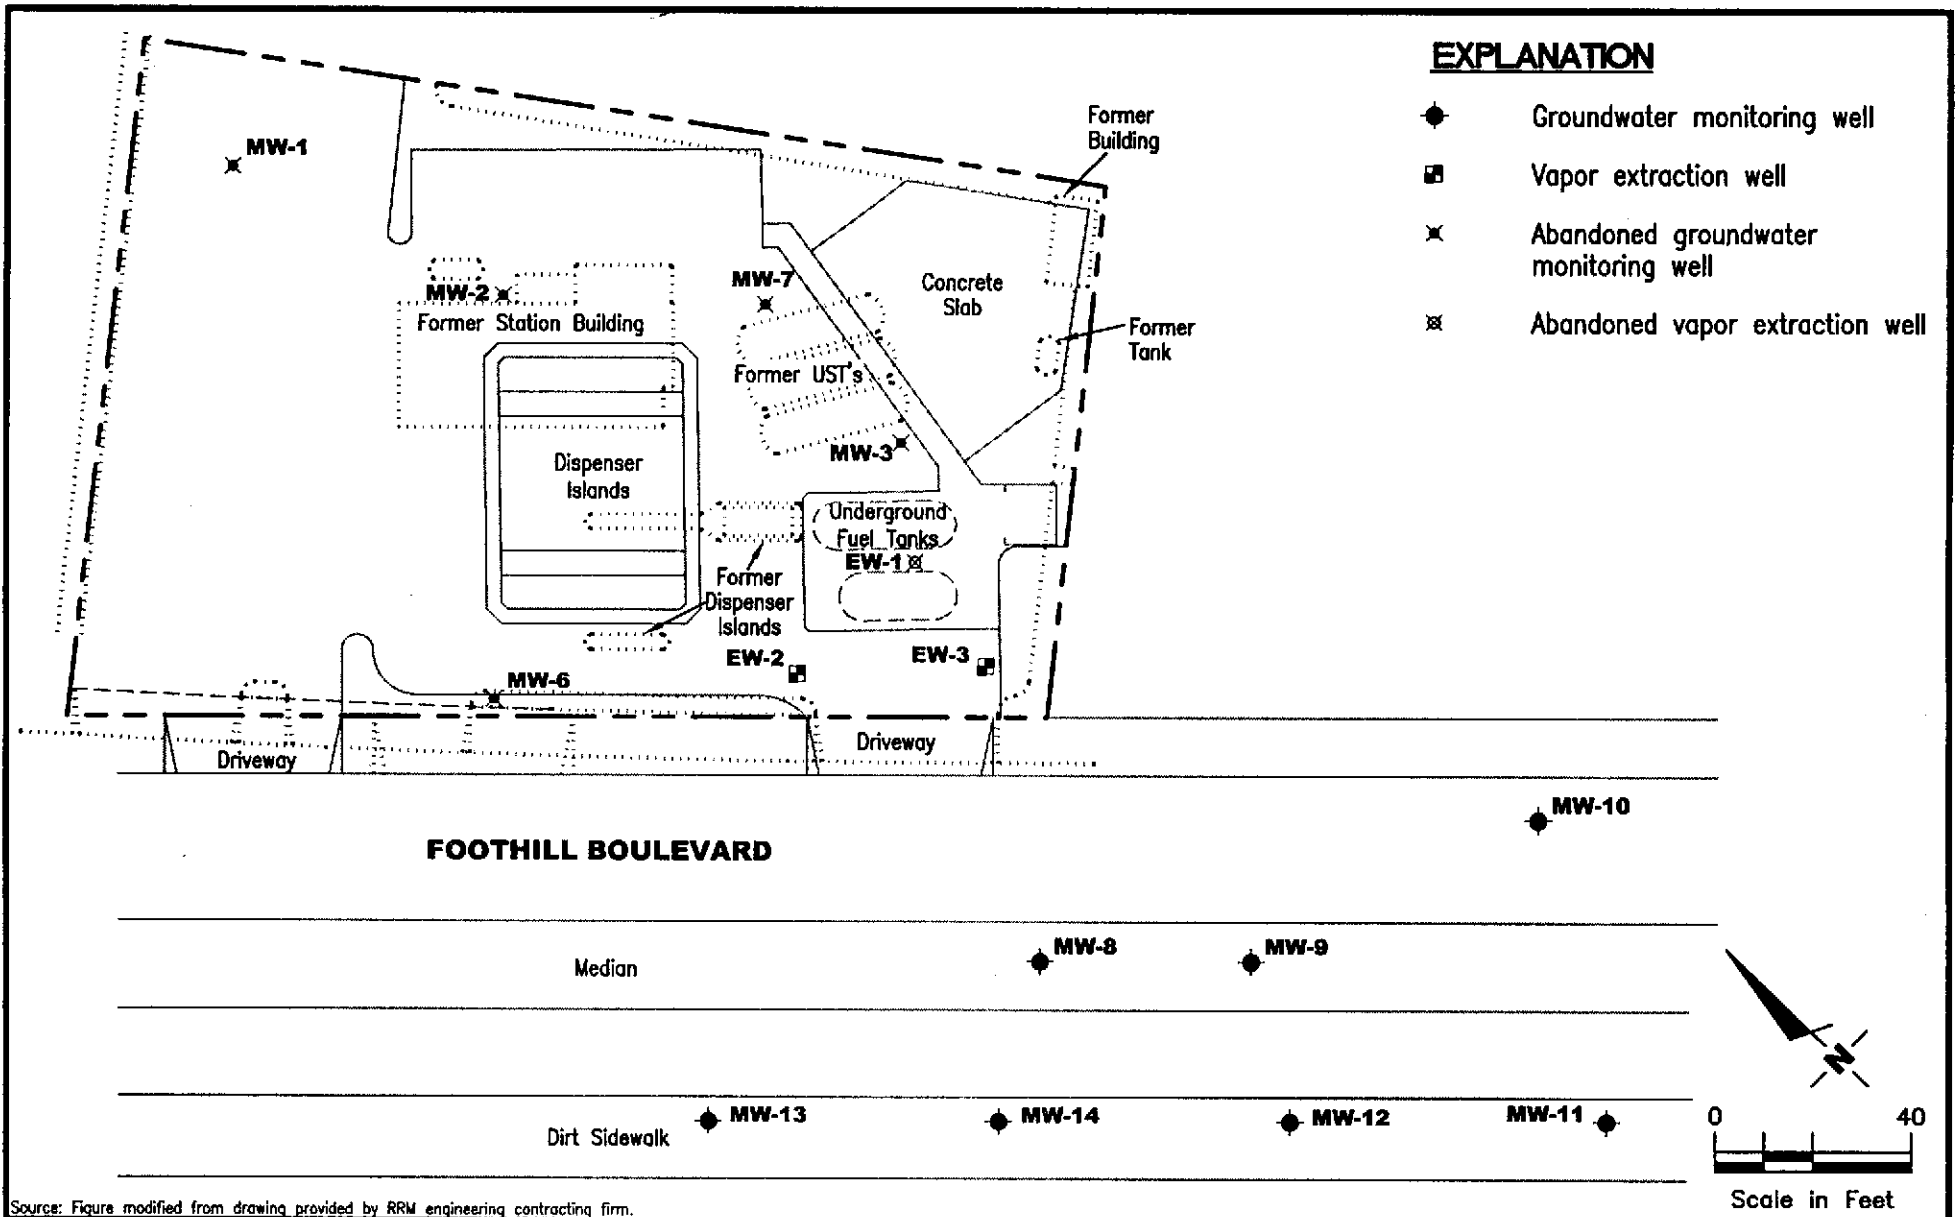 EXPLANATION
Groundwater monitoring well
Vapor extraction well
Abandoned groundwater
monitoring well
Abandoned vapor extraction well
Former
Building
MW-1
MW-2
MW-7
Former Station Building
Concrete
Slab
Former
Tank
Former UST's
MW-3
Dispenser
Islands
Underground
Fuel Tanks
EW-1
Former
Dispenser
Islands
EW-2
EW-3
MW-6
Driveway
Driveway
MW-10
FOOTHILL BOULEVARD
MW-8
MW-9
Median
MW-13
MW-14
MW-12
MW-11
Dirt Sidewalk
N
0 40
Scale in Feet
Source: Figure modified from drawing provided by RRM engineering contracting firm.